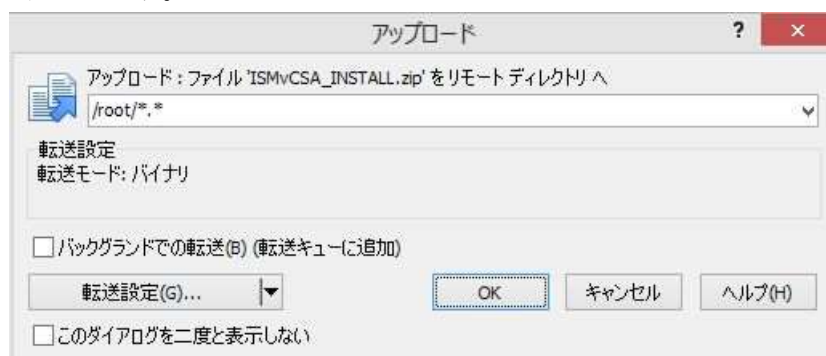 アップロード
?
×
アップロード : ファイル 'ISMvCSA_INSTALL.zip' をリモート ディレクトリ へ
/root/*.*
転送設定
転送モード: バイナリ
バックグランドでの転送(B) (転送キューに追加)
転送設定(G)...
OK
キャンセル
ヘルプ(H)
このダイアログを二度と表示しない